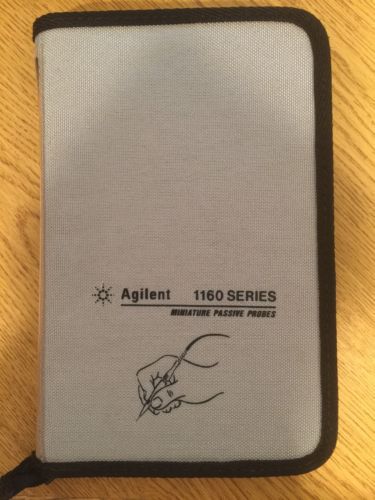 Agilent 1160 SERIES
MINIATURE PASSIVE PROBES